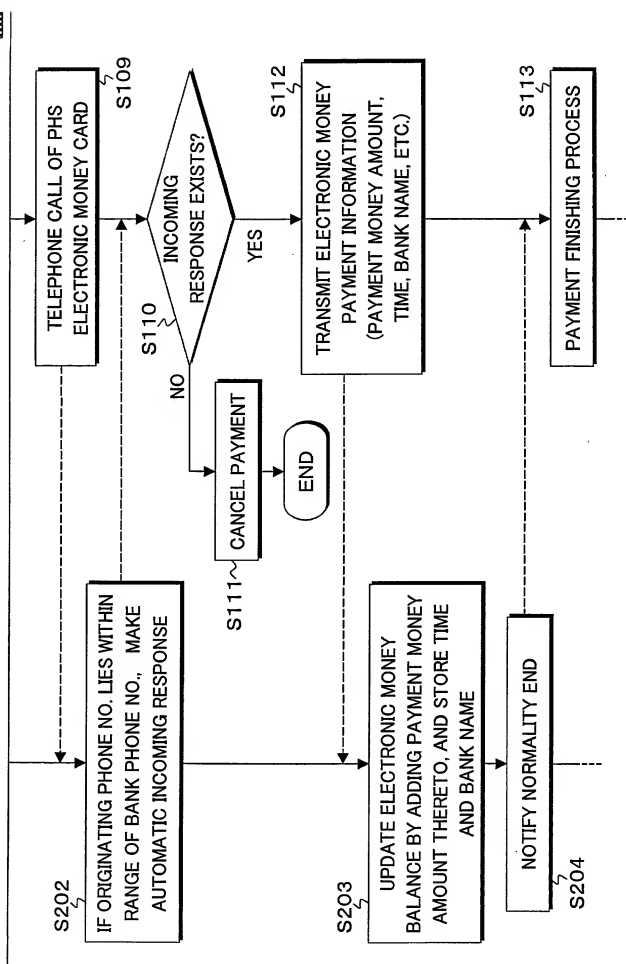 TELEPHONE CALL OF PHS
ELECTRONIC MONEY CARD
S109
INCOMING
RESPONSE EXISTS?
S110
NO
YES
CANCEL PAYMENT
S111
END
TRANSMIT ELECTRONIC MONEY
PAYMENT INFORMATION
(PAYMENT MONEY AMOUNT,
TIME, BANK NAME, ETC.)
S112
PAYMENT FINISHING PROCESS
S113
IF ORIGINATING PHONE NO. LIES WITHIN
RANGE OF BANK PHONE NO., MAKE
AUTOMATIC INCOMING RESPONSE
S202
UPDATE ELECTRONIC MONEY
BALANCE BY ADDING PAYMENT MONEY
AMOUNT THERETO, AND STORE TIME
AND BANK NAME
S203
NOTIFY NORMALITY END
S204